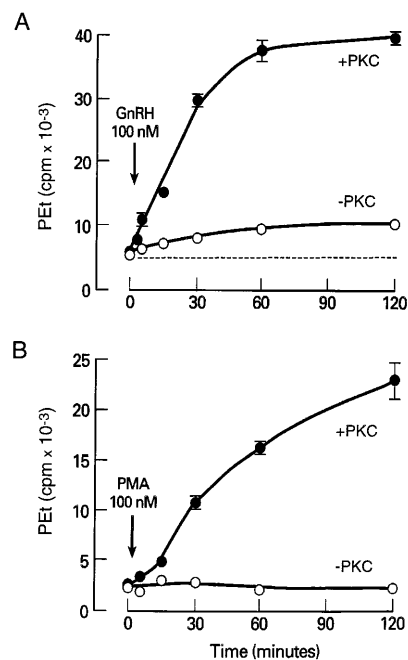 A
PEt (cpm x 10-3)
40
30
20
10
0
GnRH
100 nM
+PKC
-PKC
0 30 60 90 120
B
PEt (cpm x 10-3)
25
20
15
10
5
0
PMA
100 nM
+PKC
-PKC
0 30 60 90 120
Time (minutes)